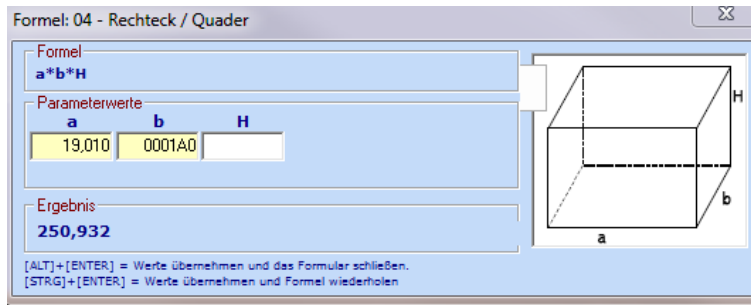 Formel: 04 - Rechteck / Quader
Formel
a*b*H
Parameterwerte
a b H
19,010 0001A0
Ergebnis
250,932
[ALT]+[ENTER] = Werte übernehmen und das Formular schließen.
[STRG]+[ENTER] = Werte übernehmen und Formel wiederholen
H
b
a